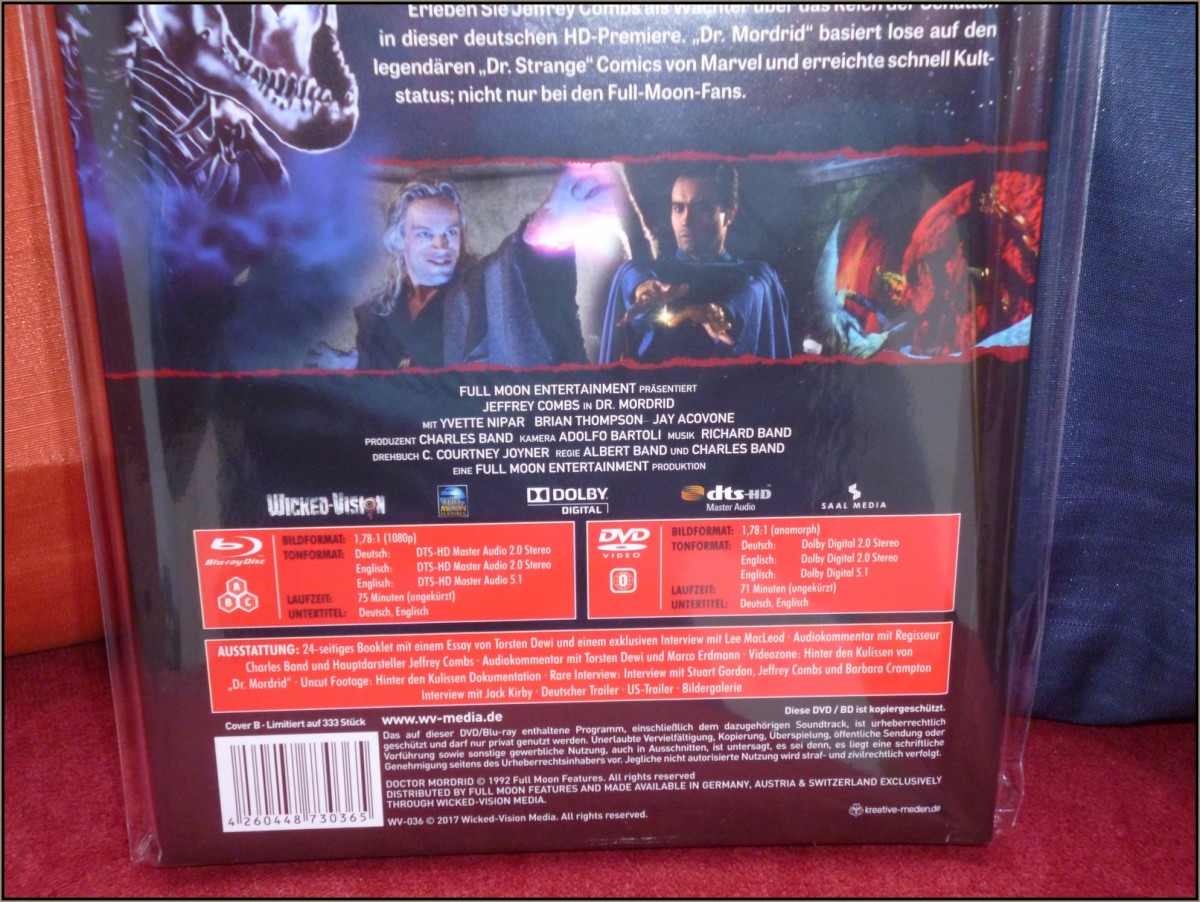 Erleben Sie Jeffrey Combs als Wächter über das Reich der Schatten
in dieser deutschen HD-Premiere. „Dr. Mordrid“ basiert lose auf den
legendären „Dr. Strange“ Comics von Marvel und erreichte schnell Kult-
status; nicht nur bei den Full-Moon-Fans.
FULL MOON ENTERTAINMENT PRÄSENTIERT
JEFFREY COMBS IN DR. MORDRID
MIT YVETTE NIPAR BRIAN THOMPSON JAY ACOVONE
PRODUZENT CHARLES BAND KAMERA ADOLFO BARTOLI MUSIK RICHARD BAND
DREHBUCH C. COURTNEY JOYNER REGIE ALBERT BAND UND CHARLES BAND
EINE FULL MOON ENTERTAINMENT PRODUKTION
WICKED-VISION FULL MOON FEATURES DOLBY DIGITAL dts-HD Master Audio SAAL MEDIA
Blu-ray Disc
A B C
BILDFORMAT: 1,78:1 (1080p)
TONFORMAT: Deutsch: DTS-HD Master Audio 2.0 Stereo
Englisch: DTS-HD Master Audio 2.0 Stereo
Englisch: DTS-HD Master Audio 5.1
LAUFZEIT: 75 Minuten (ungekürzt)
UNTERTITEL: Deutsch, Englisch
DVD VIDEO
0
BILDFORMAT: 1,78:1 (anamorph)
TONFORMAT: Deutsch: Dolby Digital 2.0 Stereo
Englisch: Dolby Digital 2.0 Stereo
Englisch: Dolby Digital 5.1
LAUFZEIT: 71 Minuten (ungekürzt)
UNTERTITEL: Deutsch, Englisch
AUSSTATTUNG: 24-seitiges Booklet mit einem Essay von Torsten Dewi und einem exklusiven Interview mit Lee MacLeod · Audiokommentar mit Regisseur
Charles Band und Hauptdarsteller Jeffrey Combs · Audiokommentar mit Torsten Dewi und Marco Erdmann · Videozone: Hinter den Kulissen von
„Dr. Mordrid“ · Uncut Footage: Hinter den Kulissen Dokumentation · Rare Interview: Interview mit Stuart Gordon, Jeffrey Combs und Barbara Crampton
Interview mit Jack Kirby · Deutscher Trailer · US-Trailer · Bildergalerie
Cover B - Limitiert auf 333 Stück
4 260448 730365
www.wv-media.de
Diese DVD / BD ist kopiergeschützt.
Das auf dieser DVD/Blu-ray enthaltene Programm, einschließlich dem dazugehörigen Soundtrack, ist urheberrechtlich
geschützt und darf nur privat genutzt werden. Unerlaubte Vervielfältigung, Kopierung, Überspielung, öffentliche Sendung oder
Vorführung sowie sonstige gewerbliche Nutzung, auch in Ausschnitten, ist untersagt, es sei denn, es liegt eine schriftliche
Genehmigung seitens des Urheberrechtsinhabers vor. Jegliche nicht autorisierte Nutzung wird straf- und zivilrechtlich verfolgt.
DOCTOR MORDRID © 1992 Full Moon Features. All rights reserved
DISTRIBUTED BY FULL MOON FEATURES AND MADE AVAILABLE IN GERMANY, AUSTRIA & SWITZERLAND EXCLUSIVELY
THROUGH WICKED-VISION MEDIA.
WV-036 © 2017 Wicked-Vision Media. All rights reserved.
kreative-medien.de